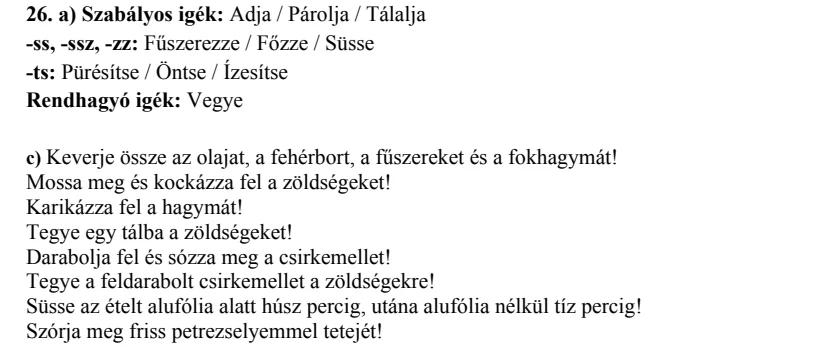 26. a) Szabályos igék: Adja / Párolja / Tálalja
-ss, -ssz, -zz: Fűszerezze / Főzze / Süsse
-ts: Pürésítse / Öntse / Ízesítse
Rendhagyó igék: Vegye
c) Keverje össze az olajat, a fehérbort, a fűszereket és a fokhagymát!
Mossa meg és kockázza fel a zöldségeket!
Karikázza fel a hagymát!
Tegye egy tálba a zöldségeket!
Darabolja fel és sózza meg a csirkemellet!
Tegye a feldarabolt csirkemellet a zöldségekre!
Süsse az ételt alufólia alatt húsz percig, utána alufólia nélkül tíz percig!
Szórja meg friss petrezselyemmel tetejét!